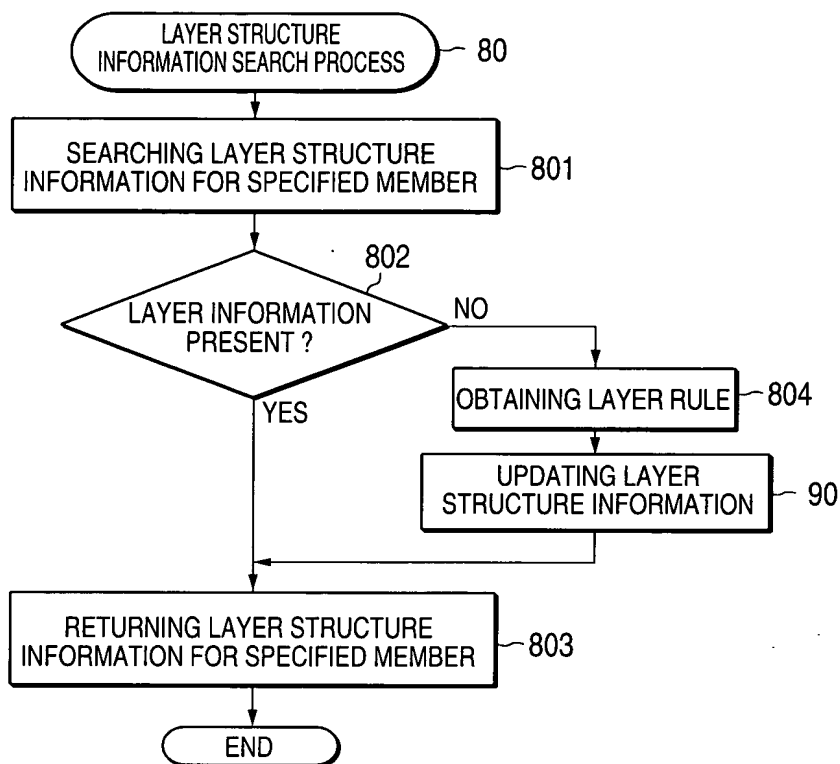 LAYER STRUCTURE
INFORMATION SEARCH PROCESS
80
SEARCHING LAYER STRUCTURE
INFORMATION FOR SPECIFIED MEMBER
801
802
LAYER INFORMATION
PRESENT ?
NO
YES
OBTAINING LAYER RULE
804
UPDATING LAYER
STRUCTURE INFORMATION
90
RETURNING LAYER STRUCTURE
INFORMATION FOR SPECIFIED MEMBER
803
END